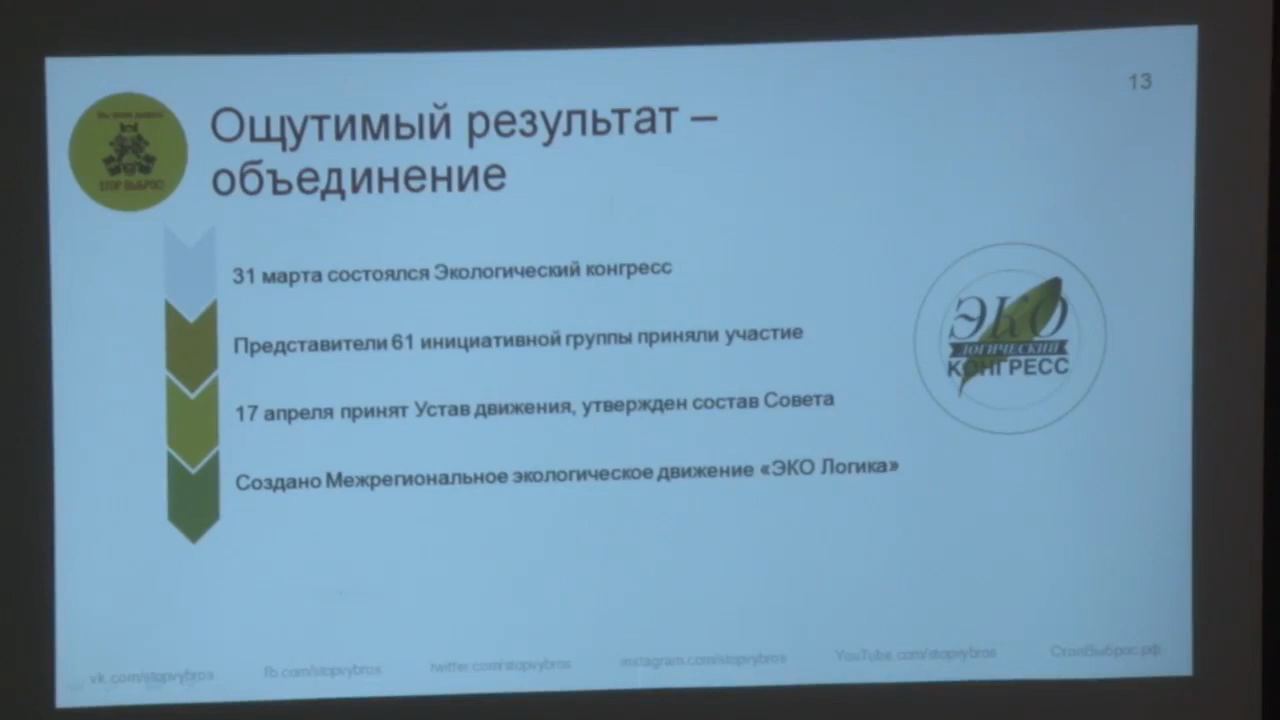 13
Ощутимый результат –
объединение
СТОП ВЫБРОС
31 марта состоялся Экологический конгресс
Представители 61 инициативной группы приняли участие
17 апреля принят Устав движения, утвержден состав Совета
Создано Межрегиональное экологическое движение «ЭКО Логика»
ЭКО
ЛОГИЧЕСКИЙ
КОНГРЕСС
vk.com/stopvybros fb.com/stopvybros twitter.com/stopvybros instagram.com/stopvybros YouTube.com/stopvybros СтопВыброс.рф